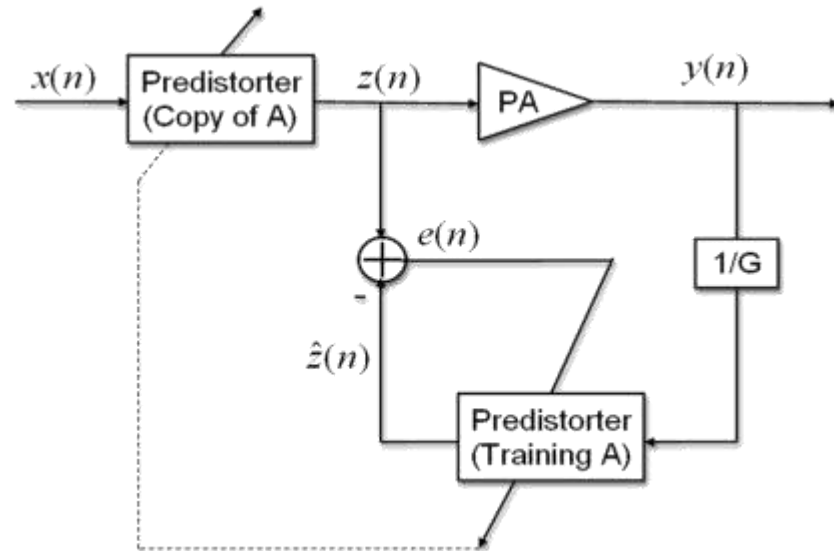 x(n)
Predistorter
(Copy of A)
z(n)
PA
y(n)
e(n)
1/G
-
ẑ(n)
Predistorter
(Training A)